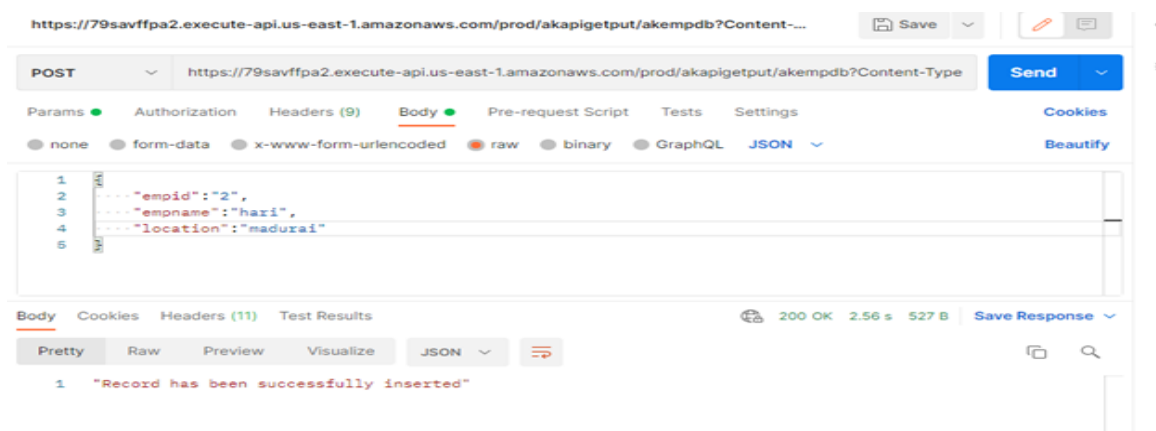 https://79savffpa2.execute-api.us-east-1.amazonaws.com/prod/akapigetput/akempdb?Content-... Save
POST https://79savffpa2.execute-api.us-east-1.amazonaws.com/prod/akapigetput/akempdb?Content-Type Send
Params Authorization Headers (9) Body Pre-request Script Tests Settings Cookies
none form-data x-www-form-urlencoded raw binary GraphQL JSON Beautify
1 {
2 ····"empid":"2",
3 ····"empname":"hari",
4 ····"location":"madurai"
5 }
Body Cookies Headers (11) Test Results 200 OK 2.56 s 527 B Save Response
Pretty Raw Preview Visualize JSON
1 "Record has been successfully inserted"